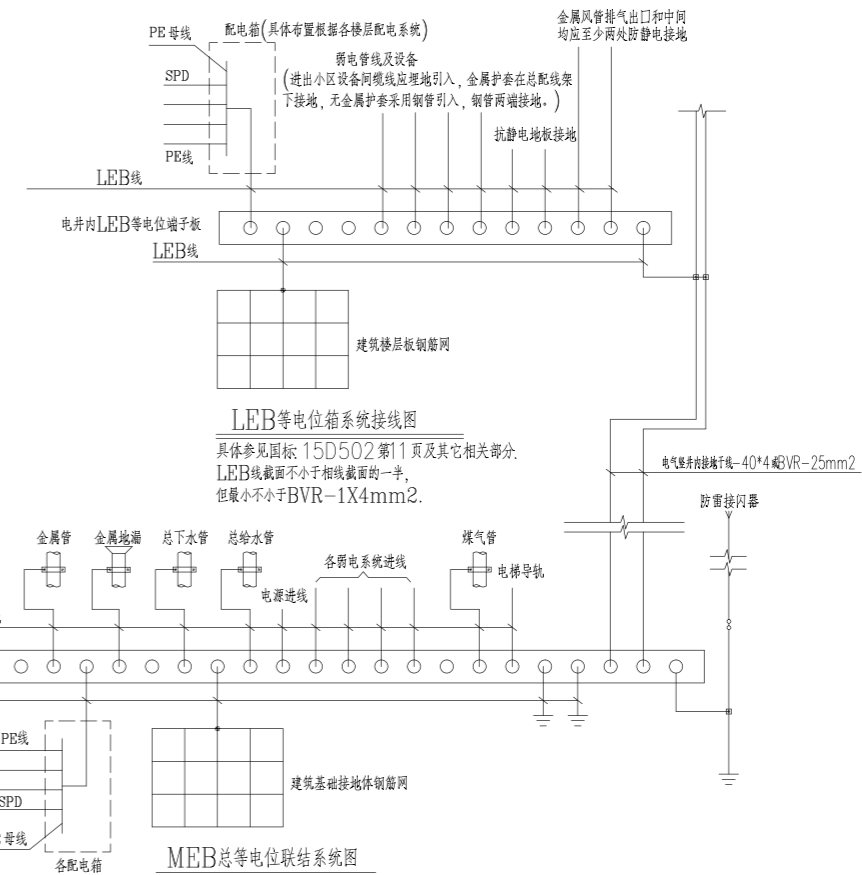 PE母线
配电箱(具体布置根据各楼层配电系统)
金属风管排气出口和中间
均应至少两处防静电接地
SPD
弱电管线及设备
(进出小区设备间缆线应埋地引入,金属护套在总配线架
下接地,无金属护套采用钢管引入,钢管两端接地。)
抗静电地板接地
PE线
LEB线
电井内LEB等电位端子板
LEB线
建筑楼层板钢筋网
LEB等电位箱系统接线图
具体参见国标15D502第11页及其它相关部分.
LEB线截面不小于相线截面的一半,
但最小不小于BVR-1X4mm2.
电气竖井内接地干线-40*4或BVR-25mm2
防雷接闪器
金属管
金属地漏
总下水管
总给水管
电源进线
各弱电系统进线
煤气管
电梯导轨
PE线
SPD
母线
各配电箱
建筑基础接地体钢筋网
MEB总等电位联结系统图